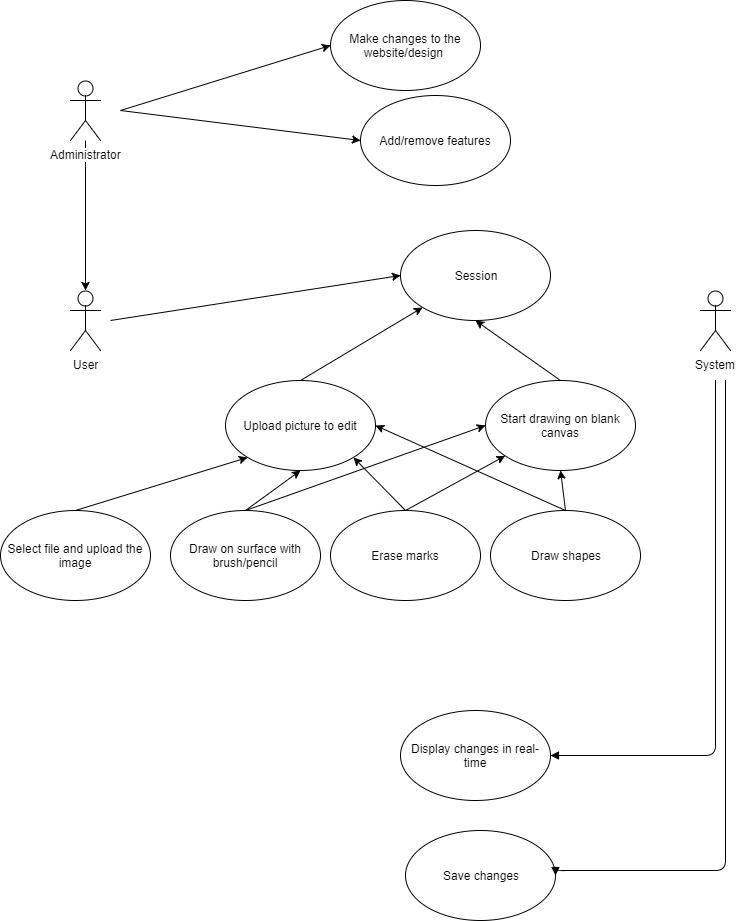 Make changes to the
website/design
Add/remove features
Administrator
Session
User
System
Upload picture to edit
Start drawing on blank
canvas
Select file and upload the
image
Draw on surface with
brush/pencil
Erase marks
Draw shapes
Display changes in real-
time
Save changes